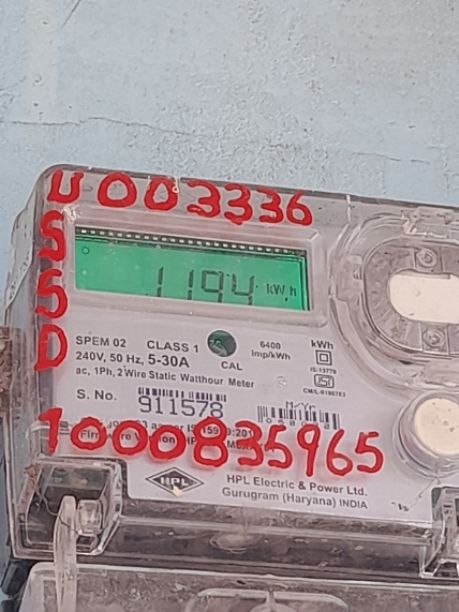 U003336
S
S
D
1194 kWh
SPEM 02 CLASS 1 6400 kWh
240V, 50 Hz, 5-30A CAL Imp/kWh
ac, 1Ph, 2 Wire Static Watthour Meter
IS:13779
S. No. 911578
1000835965
HPL
HPL Electric & Power Ltd.
Gurugram (Haryana) INDIA